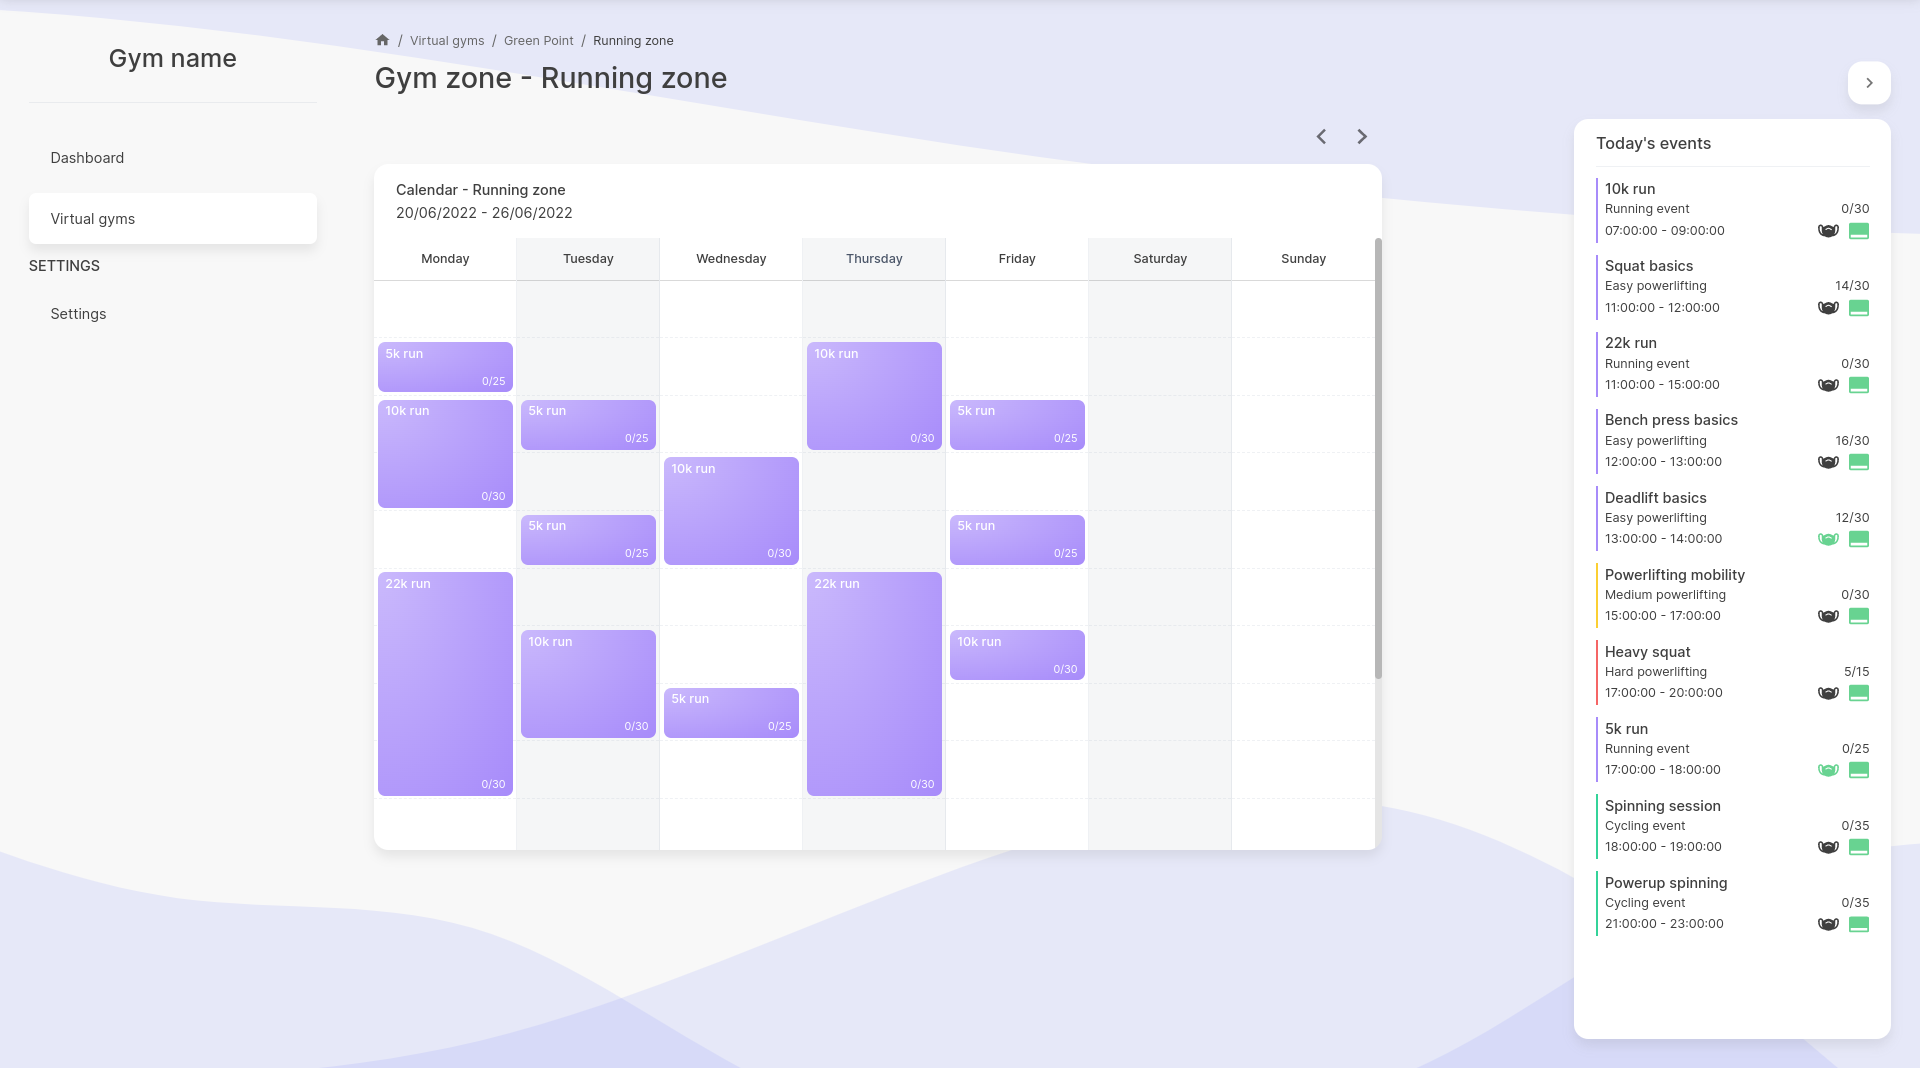 Gym name
Dashboard
Virtual gyms
SETTINGS
Settings
/ Virtual gyms / Green Point / Running zone
Gym zone - Running zone
Calendar - Running zone
20/06/2022 - 26/06/2022
Monday Tuesday Wednesday Thursday Friday Saturday Sunday
5k run
0/25
10k run
0/30
22k run
0/30
5k run
0/25
5k run
0/25
10k run
0/30
10k run
0/30
5k run
0/25
10k run
0/30
22k run
0/30
5k run
0/25
5k run
0/25
10k run
0/30
Today's events
10k run
Running event 0/30
07:00:00 - 09:00:00
Squat basics
Easy powerlifting 14/30
11:00:00 - 12:00:00
22k run
Running event 0/30
11:00:00 - 15:00:00
Bench press basics
Easy powerlifting 16/30
12:00:00 - 13:00:00
Deadlift basics
Easy powerlifting 12/30
13:00:00 - 14:00:00
Powerlifting mobility
Medium powerlifting 0/30
15:00:00 - 17:00:00
Heavy squat
Hard powerlifting 5/15
17:00:00 - 20:00:00
5k run
Running event 0/25
17:00:00 - 18:00:00
Spinning session
Cycling event 0/35
18:00:00 - 19:00:00
Powerup spinning
Cycling event 0/35
21:00:00 - 23:00:00